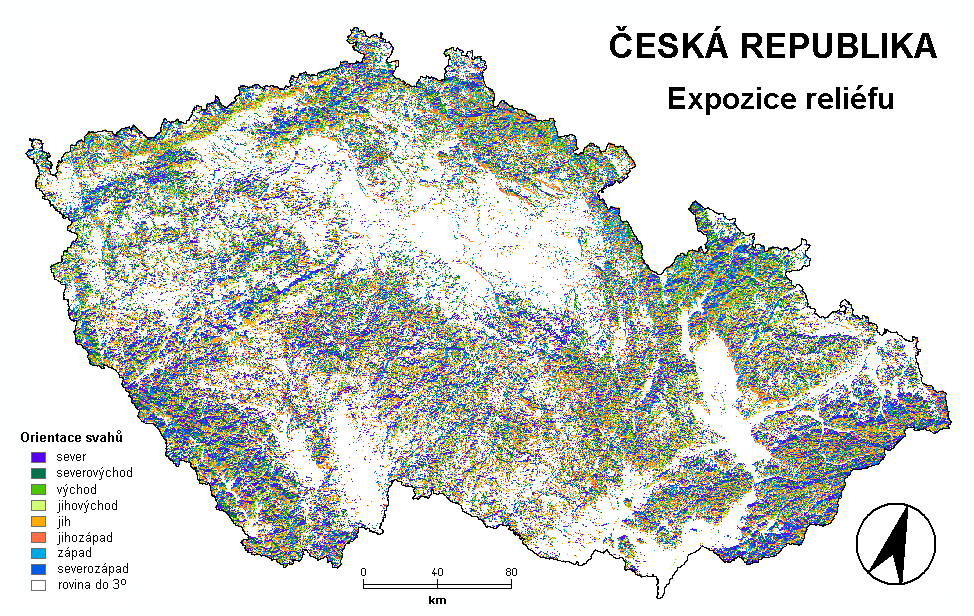 ČESKÁ REPUBLIKA
Expozice reliéfu
Orientace svahů
sever
severovýchod
východ
jihovýchod
jih
jihozápad
západ
severozápad
rovina do 3º
0 40 80
km